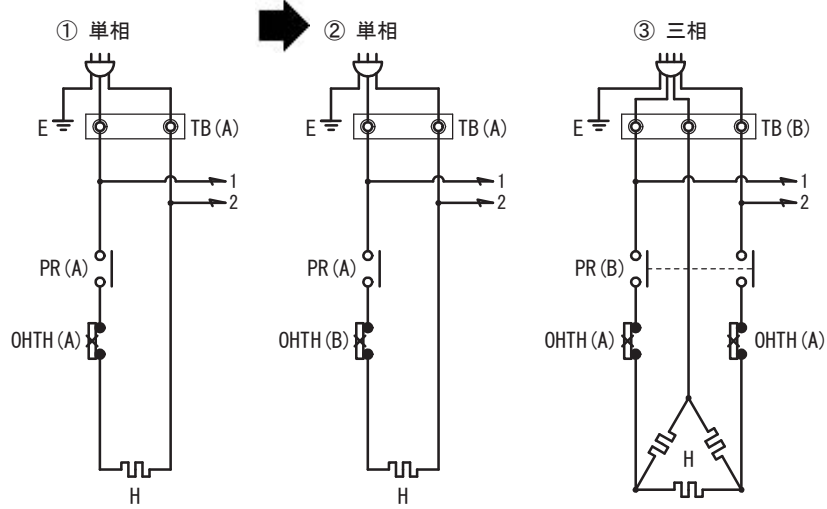 ① 単相
② 単相
③ 三相
E
TB(A)
E
TB(A)
E
TB(B)
1
2
1
2
1
2
PR(A)
PR(A)
PR(B)
OHTH(A)
OHTH(B)
OHTH(A)
OHTH(A)
H
H
H